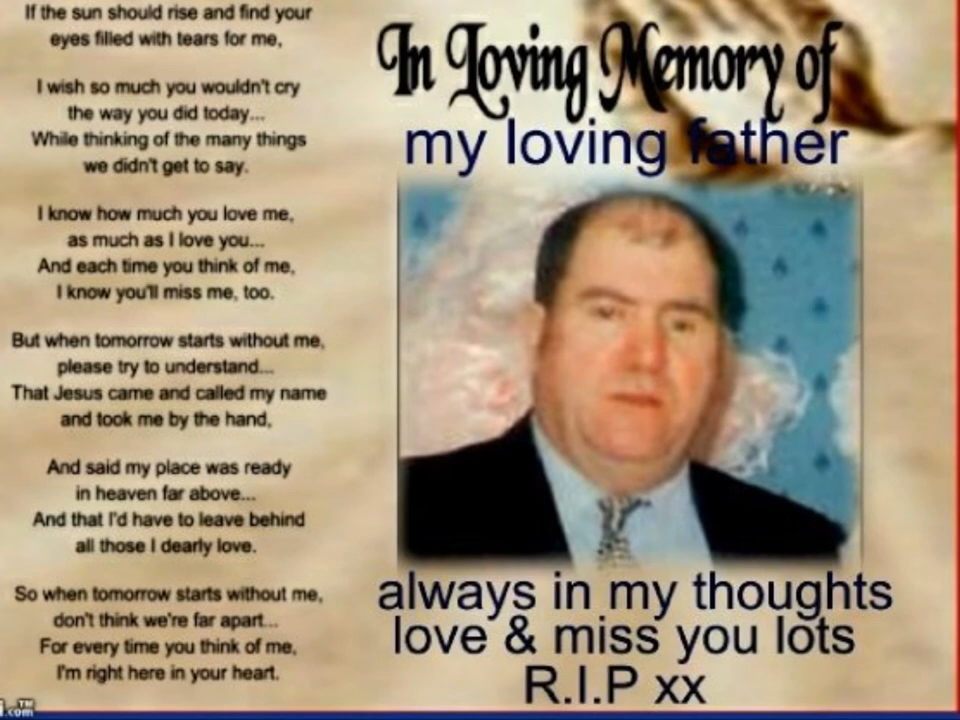 If the sun should rise and find your
eyes filled with tears for me,
I wish so much you wouldn't cry
the way you did today...
While thinking of the many things
we didn't get to say.
I know how much you love me,
as much as I love you...
And each time you think of me,
I know you'll miss me, too.
But when tomorrow starts without me,
please try to understand...
That Jesus came and called my name
and took me by the hand,
And said my place was ready
in heaven far above...
And that I'd have to leave behind
all those I dearly love.
So when tomorrow starts without me,
don't think we're far apart...
For every time you think of me,
I'm right here in your heart.
In Loving Memory of
my loving father
always in my thoughts
love & miss you lots
R.I.P xx
.com™